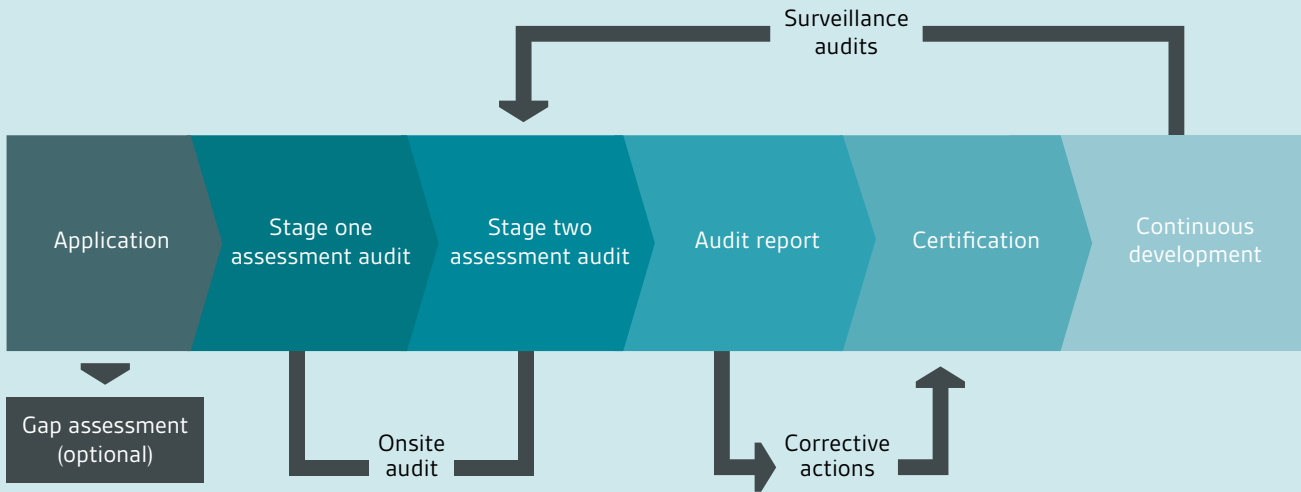 Surveillance
audits
Application
Stage one
assessment audit
Stage two
assessment audit
Audit report
Certification
Continuous
development
Gap assessment
(optional)
Onsite
audit
Corrective
actions